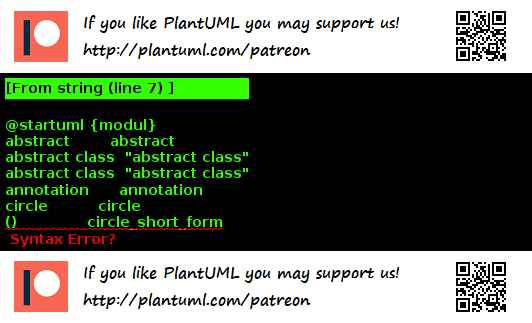 If you like PlantUML you may support us!
http://plantuml.com/patreon
[From string (line 7) ]
@startuml {modul}
abstract abstract
abstract class "abstract class"
abstract class "abstract class"
annotation annotation
circle circle
() circle_short_form
Syntax Error?
If you like PlantUML you may support us!
http://plantuml.com/patreon